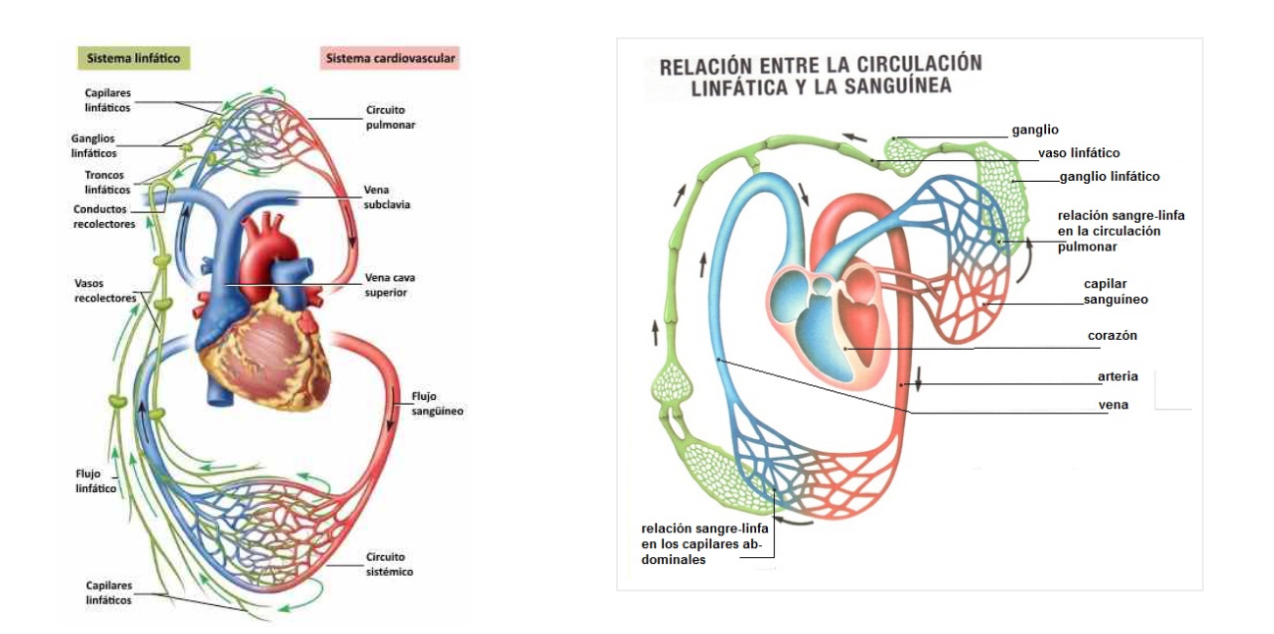 Sistema linfático
Sistema cardiovascular
Capilares
linfáticos
Ganglios
linfáticos
Troncos
linfáticos
Conductos
recolectores
Vasos
recolectores
Flujo
linfático
Capilares
linfáticos
Circuito
pulmonar
Vena
subclavia
Vena cava
superior
Flujo
sangüíneo
Circuito
sistémico
RELACIÓN ENTRE LA CIRCULACIÓN
LINFÁTICA Y LA SANGUÍNEA
ganglio
vaso linfático
ganglio linfático
relación sangre-linfa
en la circulación
pulmonar
capilar
sanguíneo
corazón
arteria
vena
relación sangre-linfa
en los capilares ab-
dominales